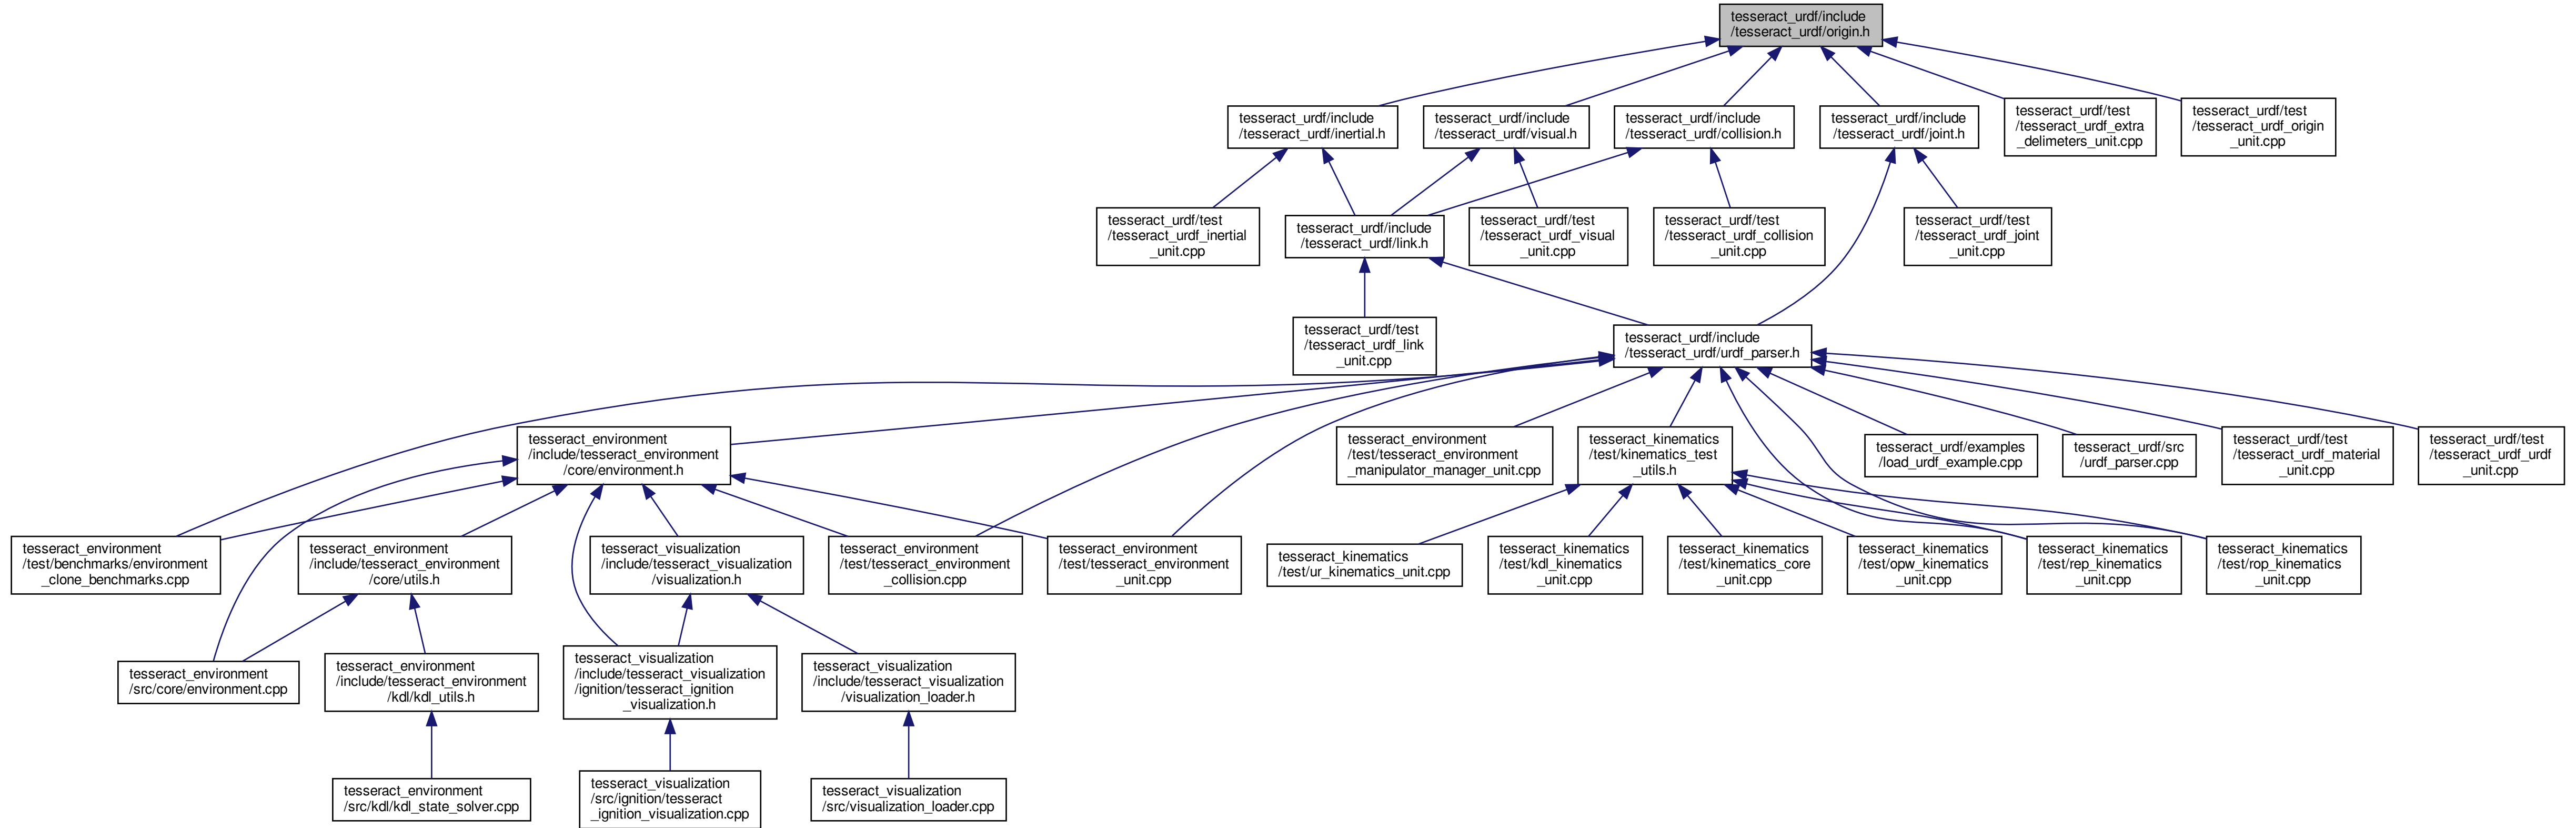 tesseract_urdf/include
/tesseract_urdf/origin.h
tesseract_urdf/include
/tesseract_urdf/inertial.h
tesseract_urdf/include
/tesseract_urdf/visual.h
tesseract_urdf/include
/tesseract_urdf/collision.h
tesseract_urdf/include
/tesseract_urdf/joint.h
tesseract_urdf/test
/tesseract_urdf_extra
_delimeters_unit.cpp
tesseract_urdf/test
/tesseract_urdf_origin
_unit.cpp
tesseract_urdf/test
/tesseract_urdf_inertial
_unit.cpp
tesseract_urdf/include
/tesseract_urdf/link.h
tesseract_urdf/test
/tesseract_urdf_visual
_unit.cpp
tesseract_urdf/test
/tesseract_urdf_collision
_unit.cpp
tesseract_urdf/test
/tesseract_urdf_joint
_unit.cpp
tesseract_urdf/test
/tesseract_urdf_link
_unit.cpp
tesseract_urdf/include
/tesseract_urdf/urdf_parser.h
tesseract_environment
/include/tesseract_environment
/core/environment.h
tesseract_environment
/test/tesseract_environment
_manipulator_manager_unit.cpp
tesseract_kinematics
/test/kinematics_test
_utils.h
tesseract_urdf/examples
/load_urdf_example.cpp
tesseract_urdf/src
/urdf_parser.cpp
tesseract_urdf/test
/tesseract_urdf_material
_unit.cpp
tesseract_urdf/test
/tesseract_urdf_urdf
_unit.cpp
tesseract_environment
/test/benchmarks/environment
_clone_benchmarks.cpp
tesseract_environment
/include/tesseract_environment
/core/utils.h
tesseract_visualization
/include/tesseract_visualization
/visualization.h
tesseract_environment
/test/tesseract_environment
_collision.cpp
tesseract_environment
/test/tesseract_environment
_unit.cpp
tesseract_kinematics
/test/ur_kinematics_unit.cpp
tesseract_kinematics
/test/kdl_kinematics
_unit.cpp
tesseract_kinematics
/test/kinematics_core
_unit.cpp
tesseract_kinematics
/test/opw_kinematics
_unit.cpp
tesseract_kinematics
/test/rep_kinematics
_unit.cpp
tesseract_kinematics
/test/rop_kinematics
_unit.cpp
tesseract_environment
/src/core/environment.cpp
tesseract_environment
/include/tesseract_environment
/kdl/kdl_utils.h
tesseract_visualization
/include/tesseract_visualization
/ignition/tesseract_ignition
_visualization.h
tesseract_visualization
/include/tesseract_visualization
/visualization_loader.h
tesseract_environment
/src/kdl/kdl_state_solver.cpp
tesseract_visualization
/src/ignition/tesseract
_ignition_visualization.cpp
tesseract_visualization
/src/visualization_loader.cpp